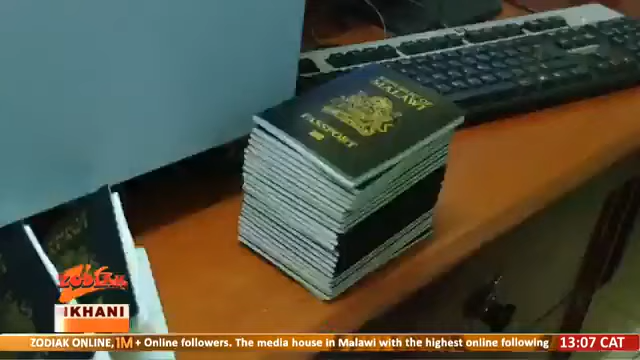 MALAWI
PASSPORT
ZODIAK
IKHANI
ZODIAK ONLINE, 1M + Online followers. The media house in Malawi with the highest online following
13:07 CAT